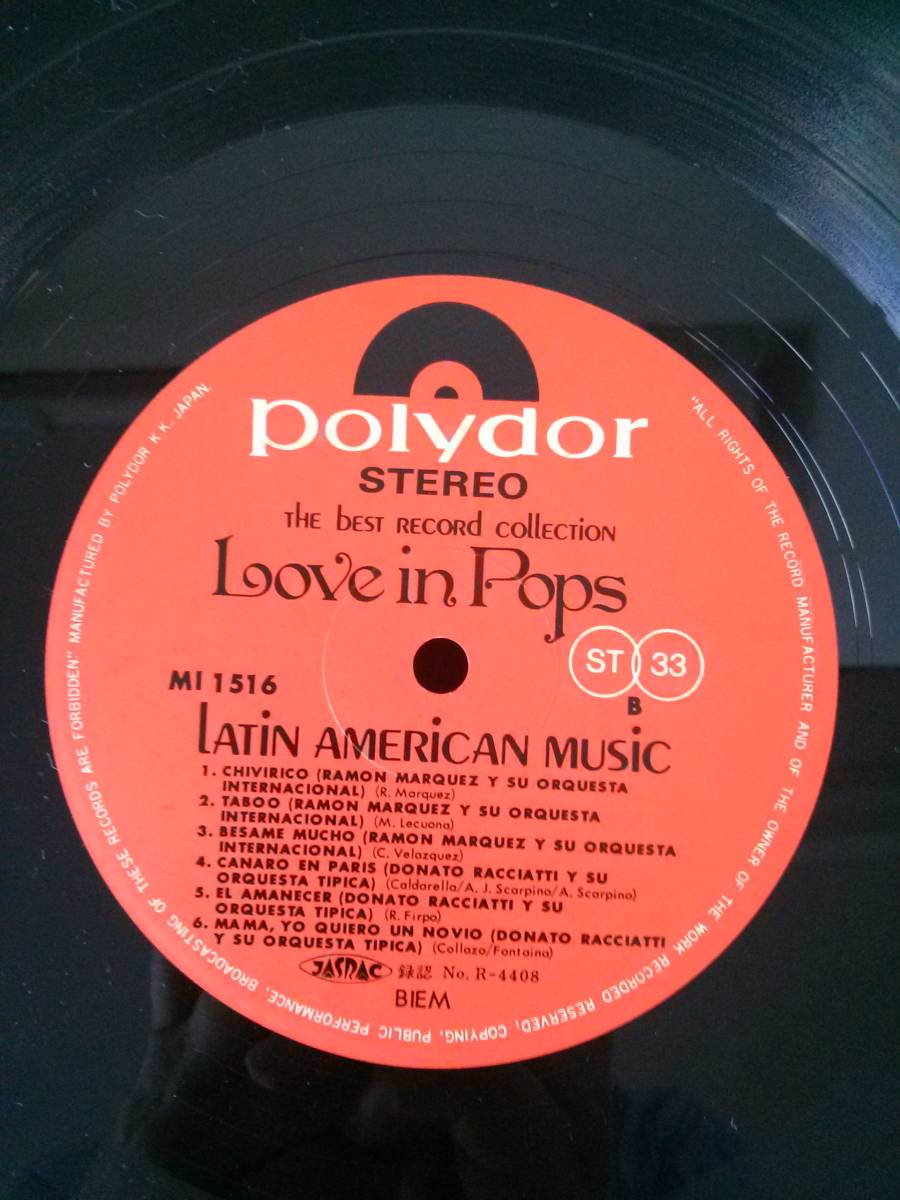 polydor
STEREO
THE bEST RECORD collECTION
Love in Pops
ST 33
B
MI 1516
LATIN AMERICAN MUSIC
1. CHIVIRICO (RAMON MARQUEZ Y SU ORQUESTA
INTERNACIONAL) (R. Marquez)
2. TABOO (RAMON MARQUEZ Y SU ORQUESTA
INTERNACIONAL) (M. Lecuona)
3. BESAME MUCHO (RAMON MARQUEZ Y SU ORQUESTA
INTERNACIONAL) (C. Velazquez)
4. CANARO EN PARIS (DONATO RACCIATTI Y SU
ORQUESTA TIPICA) (Caldarella/A. J. Scarpino/A. Scarpino)
5. EL AMANECER (DONATO RACCIATTI Y SU
ORQUESTA TIPICA) (R. Firpo)
6. MAMA, YO QUIERO UN NOVIO (DONATO RACCIATTI
Y SU ORQUESTA TIPICA) (Collazo/Fontaina)
JASRAC 録認 No. R-4408
BIEM
"ALL RIGHTS OF THE RECORD MANUFACTURER AND OF THE OWNER OF THE WORK RECORDED RESERVED, COPYING, PUBLIC PERFORMANCE, BROADCASTING OF THESE RECORDS ARE FORBIDDEN" MANUFACTURED BY POLYDOR K.K., JAPAN.